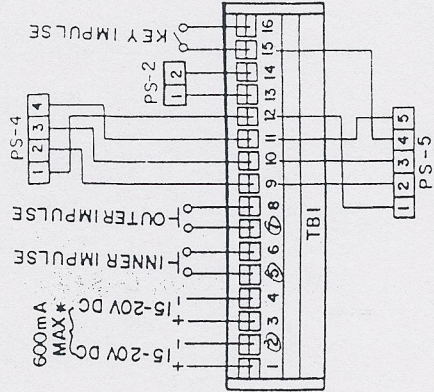 KEY IMPULSE
PS-2
1 2
PS-4
1 2 3 4
OUTER IMPULSE
INNER IMPULSE
- 15-20V DC +
- 15-20V DC +
600mA
MAX *
1 2 3 4 5 6 7 8 9 10 11 12 13 14 15 16
TB1
1 2 3 4 5
PS-5